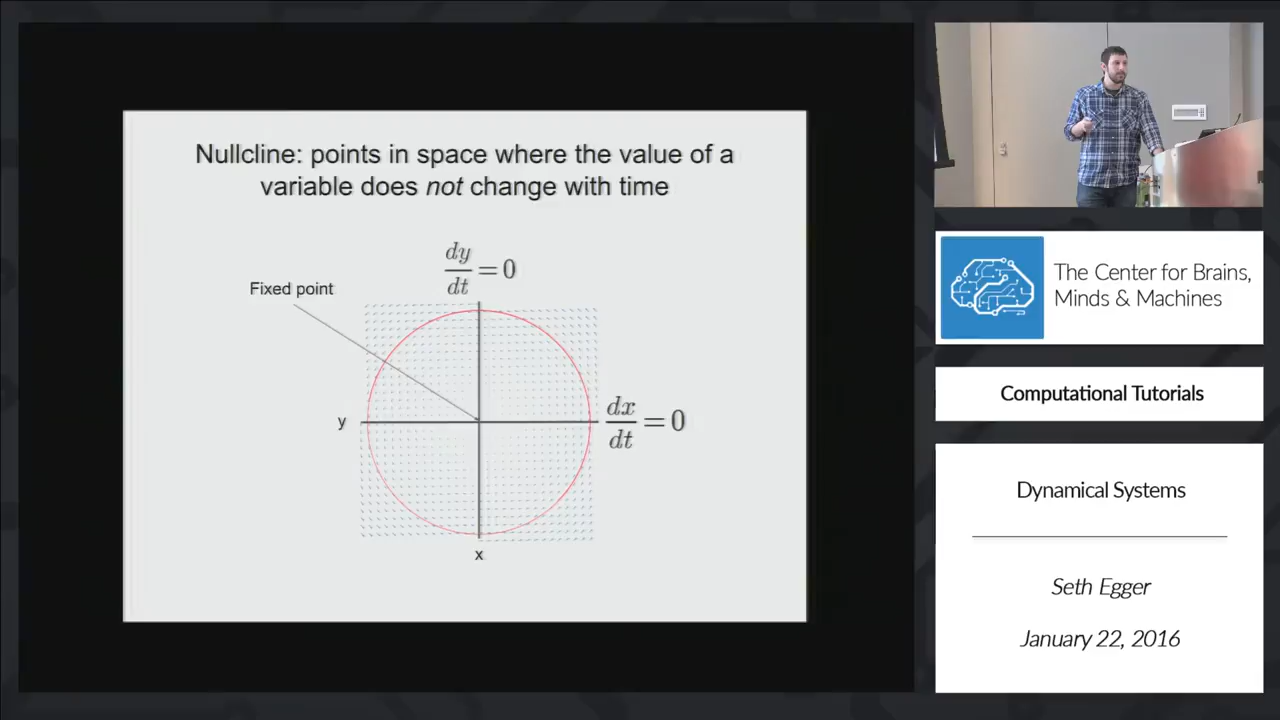 Nullcline: points in space where the value of a
variable does not change with time
dy/dt = 0
Fixed point
dx/dt = 0
y
x
The Center for Brains,
Minds & Machines
Computational Tutorials
Dynamical Systems
Seth Egger
January 22, 2016